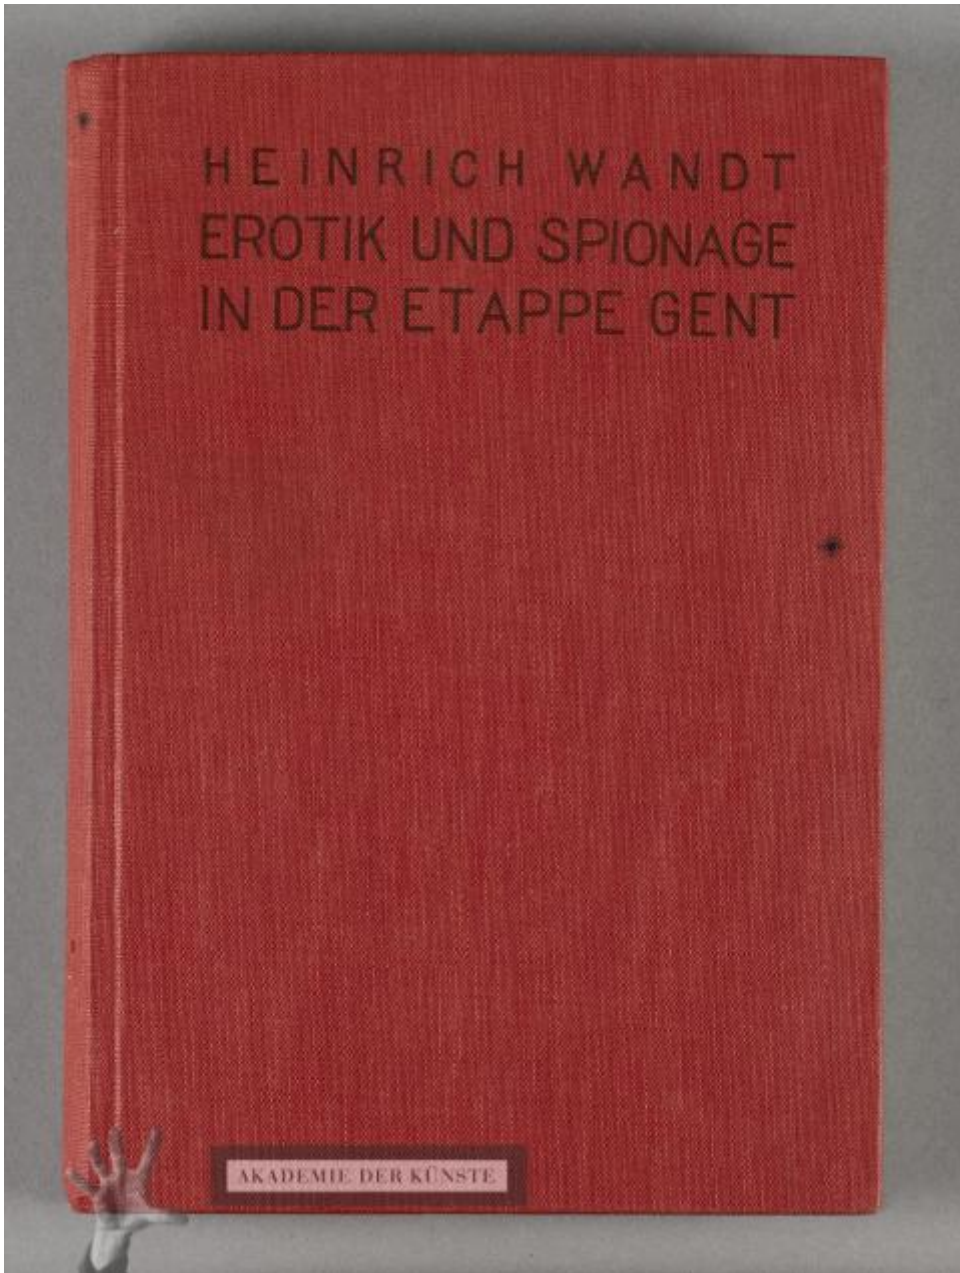 HEINRICH WANDT
EROTIK UND SPIONAGE
IN DER ETAPPE GENT
AKADEMIE DER KÜNSTE